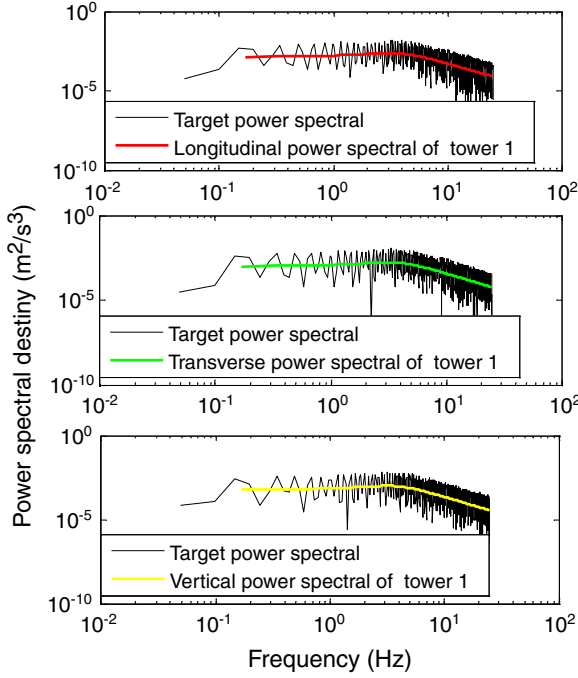 10^0
10^-5
10^-10
Target power spectral
Longitudinal power spectral of tower 1
10^-2 10^-1 10^0 10^1 10^2
10^0
10^-5
10^-10
Target power spectral
Transverse power spectral of tower 1
10^-2 10^-1 10^0 10^1 10^2
10^0
10^-5
10^-10
Target power spectral
Vertical power spectral of tower 1
10^-2 10^-1 10^0 10^1 10^2
Power spectral destiny (m^2/s^3)
Frequency (Hz)